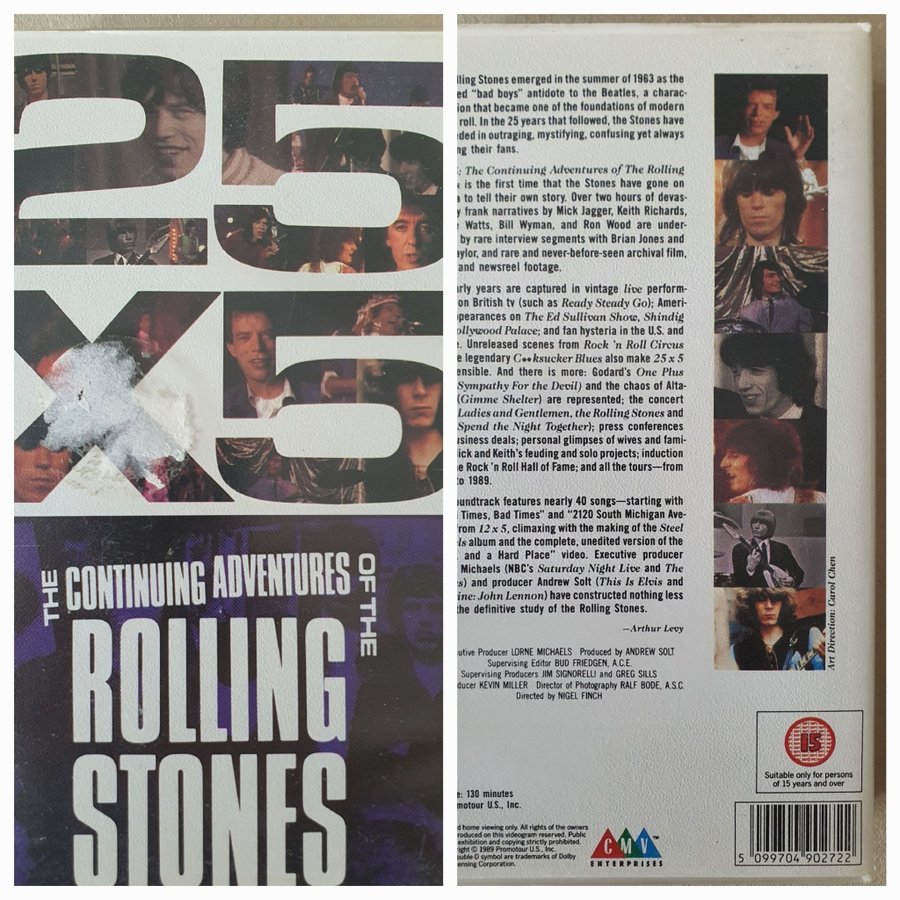 25
X5
THE
CONTINUING ADVENTURES
OF THE
ROLLING
STONES
lling Stones emerged in the summer of 1963 as the
ed "bad boys" antidote to the Beatles, a charac-
ion that became one of the foundations of modern
roll. In the 25 years that followed, the Stones have
ded in outraging, mystifying, confusing yet always
ng their fans.
: The Continuing Adventures of The Rolling
s is the first time that the Stones have gone on
a to tell their own story. Over two hours of devas-
y frank narratives by Mick Jagger, Keith Richards,
e Watts, Bill Wyman, and Ron Wood are under-
by rare interview segments with Brian Jones and
aylor, and rare and never-before-seen archival film,
and newsreel footage.
arly years are captured in vintage live perform-
on British tv (such as Ready Steady Go); Ameri-
ppearances on The Ed Sullivan Show, Shindig
ollywood Palace; and fan hysteria in the U.S. and
e. Unreleased scenes from Rock 'n Roll Circus
e legendary C••ksucker Blues also make 25 x 5
ensible. And there is more: Godard's One Plus
Sympathy For the Devil) and the chaos of Alta-
(Gimme Shelter) are represented; the concert
Ladies and Gentlemen, the Rolling Stones and
Spend the Night Together); press conferences
usiness deals; personal glimpses of wives and fami-
ick and Keith's feuding and solo projects; induction
e Rock 'n Roll Hall of Fame; and all the tours—from
to 1989.
oundtrack features nearly 40 songs—starting with
Times, Bad Times" and "2120 South Michigan Ave-
rom 12 x 5, climaxing with the making of the Steel
ls album and the complete, unedited version of the
, and a Hard Place" video. Executive producer
Michaels (NBC's Saturday Night Live and The
s) and producer Andrew Solt (This Is Elvis and
ine: John Lennon) have constructed nothing less
the definitive study of the Rolling Stones.
—Arthur Levy
utive Producer LORNE MICHAELS Produced by ANDREW SOLT
Supervising Editor BUD FRIEDGEN, A.C.E.
Supervising Producers JIM SIGNORELLI and GREG SILLS
ducer KEVIN MILLER Director of Photography RALF BODE, A.S.C.
Directed by NIGEL FINCH
Art Direction: Carol Chen
15
Suitable only for persons
of 15 years and over
e: 130 minutes
motour U.S., Inc.
d home viewing only. All rights of the owners
roduced on this videogram reserved. Public
exhibition and copying strictly prohibited.
right © 1989 Promotour U.S., Inc.
ouble-D symbol are trademarks of Dolby
ensing Corporation.
CMV™
ENTERPRISES
5 099704 902722